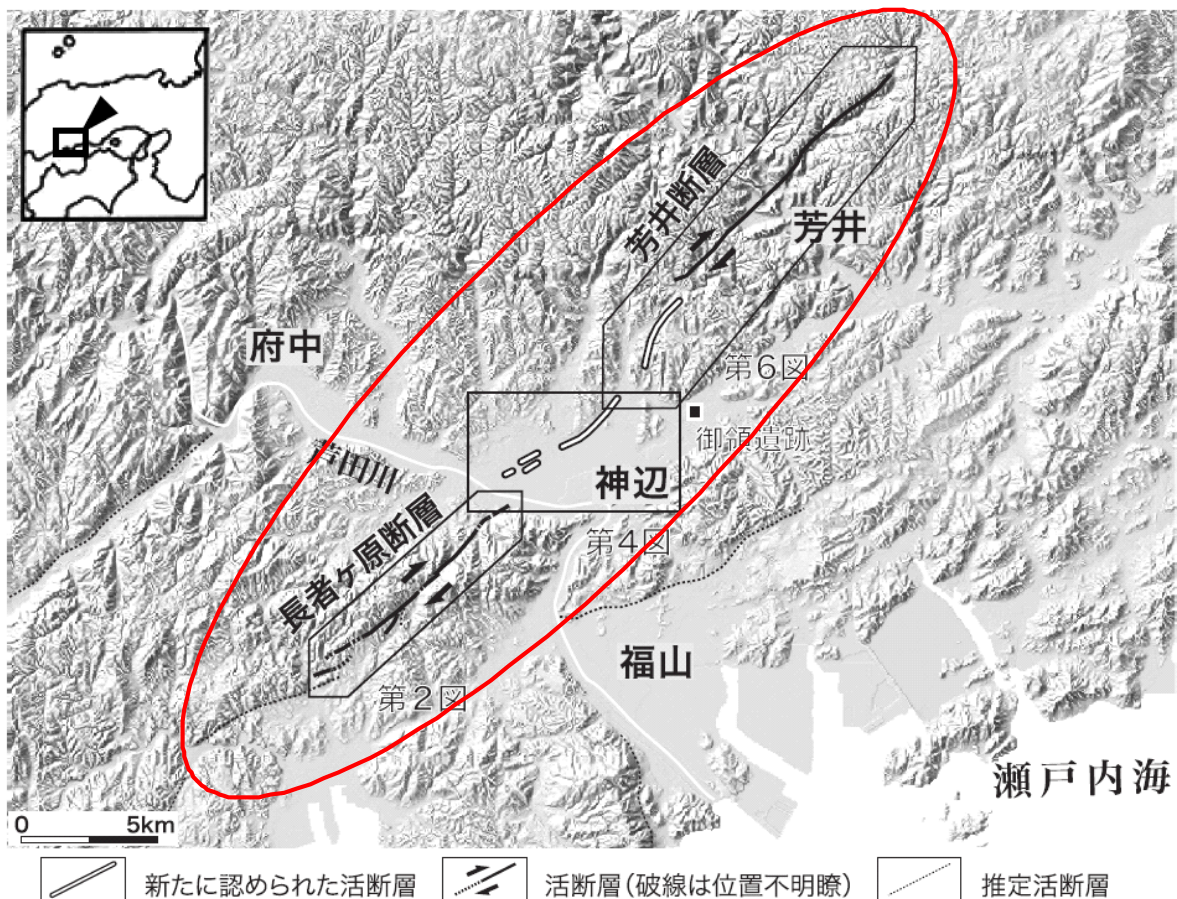 芳井断層
芳井
府中
第6図
御領遺跡
芦田川
神辺
第4図
長者ヶ原断層
福山
第2図
瀬戸内海
0 5km
新たに認められた活断層
活断層(破線は位置不明瞭)
推定活断層